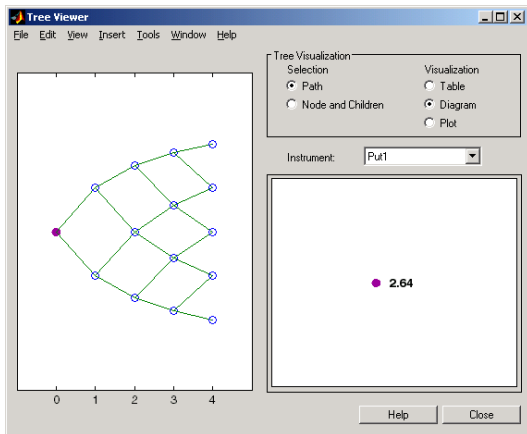 Tree Viewer
File Edit View Insert Tools Window Help
Tree Visualization
Selection
Visualization
Path
Table
Node and Children
Diagram
Plot
Instrument:
Put1
2.64
0 1 2 3 4
Help
Close